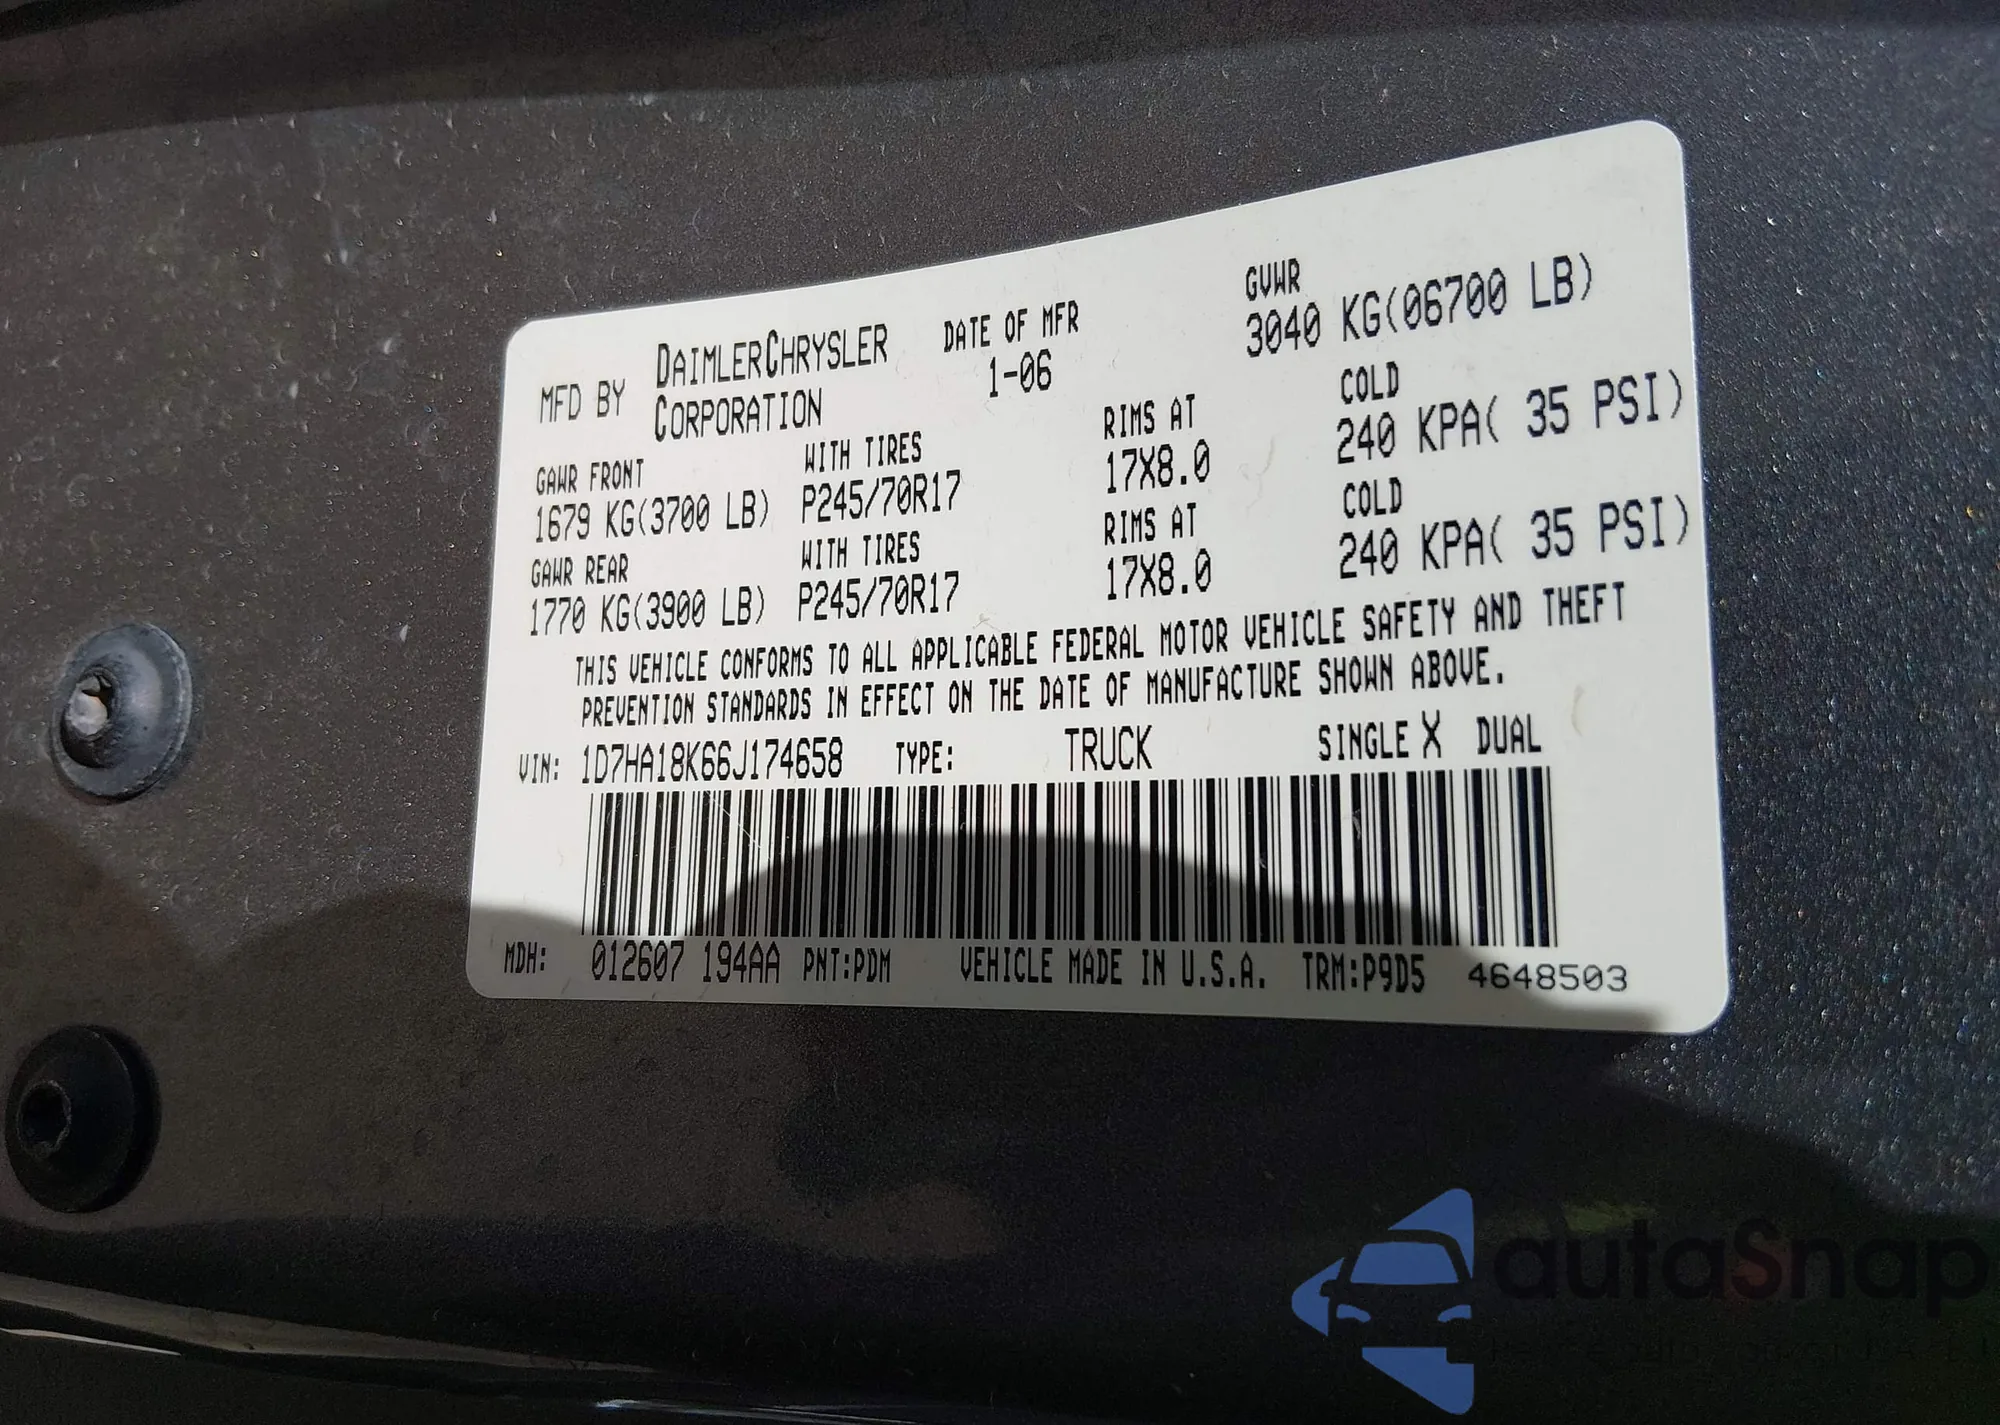 MFD BY DAIMLERCHRYSLER CORPORATION
DATE OF MFR
1-06
GVWR
3040 KG(06700 LB)
GAWR FRONT WITH TIRES RIMS AT COLD
1679 KG(3700 LB) P245/70R17 17X8.0 240 KPA( 35 PSI)
GAWR REAR WITH TIRES RIMS AT COLD
1770 KG(3900 LB) P245/70R17 17X8.0 240 KPA( 35 PSI)
THIS VEHICLE CONFORMS TO ALL APPLICABLE FEDERAL MOTOR VEHICLE SAFETY AND THEFT
PREVENTION STANDARDS IN EFFECT ON THE DATE OF MANUFACTURE SHOWN ABOVE.
VIN: 1D7HA18K66J174658 TYPE: TRUCK SINGLE X DUAL
MDH: 012607 194AA PNT:PDM VEHICLE MADE IN U.S.A. TRM:P9D5 4648503
autaSnap